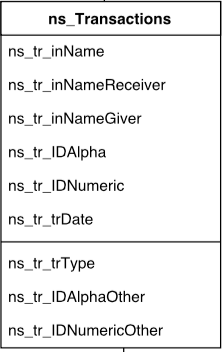 ns_Transactions
ns_tr_inName
ns_tr_inNameReceiver
ns_tr_inNameGiver
ns_tr_IDAlpha
ns_tr_IDNumeric
ns_tr_trDate
ns_tr_trType
ns_tr_IDAlphaOther
ns_tr_IDNumericOther